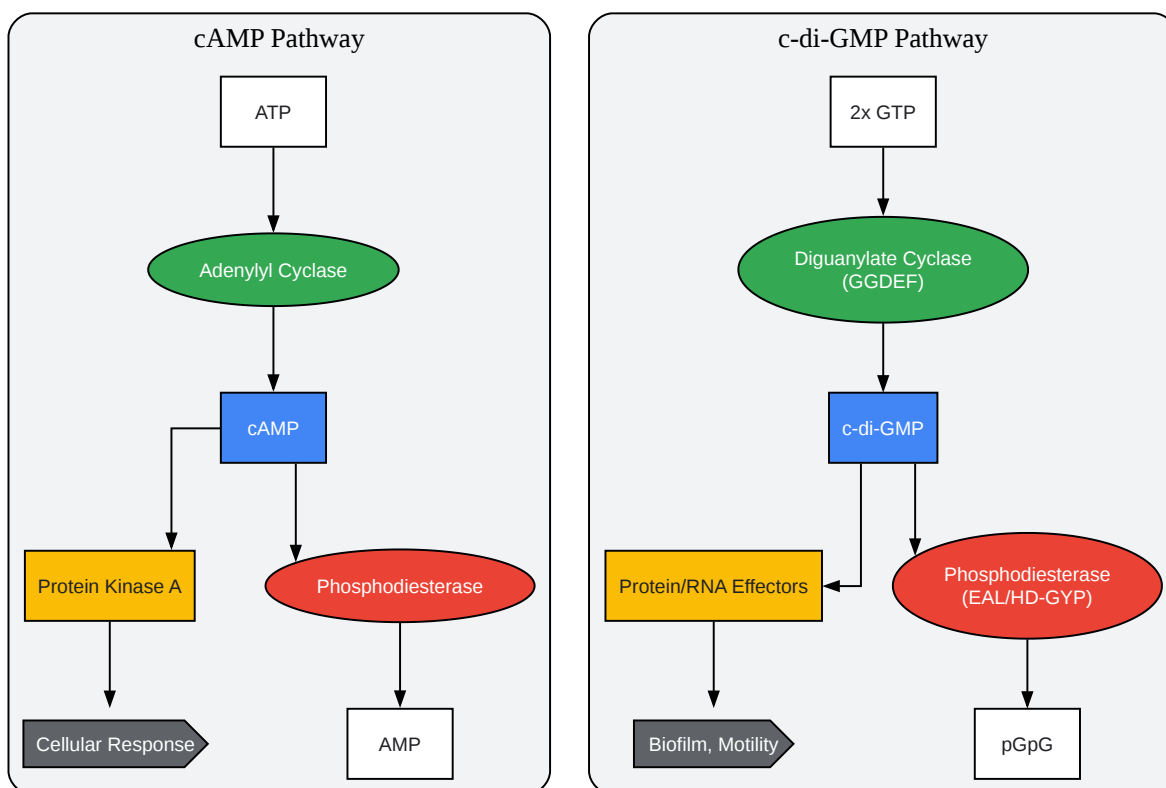 cAMP Pathway
ATP
Adenylyl Cyclase
cAMP
Protein Kinase A
Phosphodiesterase
Cellular Response
AMP
c-di-GMP Pathway
2x GTP
Diguanylate Cyclase
(GGDEF)
c-di-GMP
Protein/RNA Effectors
Phosphodiesterase
(EAL/HD-GYP)
Biofilm, Motility
pGpG